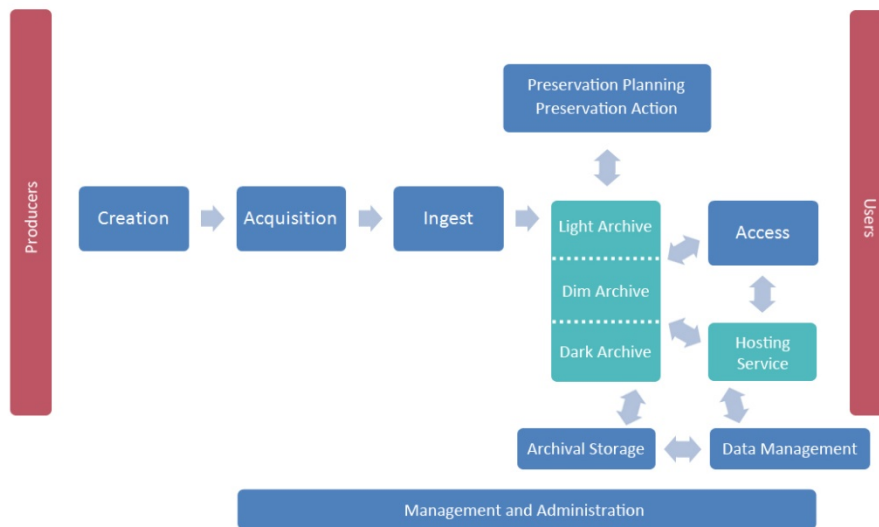 Producers
Preservation Planning
Preservation Action
Creation
Acquisition
Ingest
Light Archive
Dim Archive
Dark Archive
Access
Hosting
Service
Users
Archival Storage
Data Management
Management and Administration